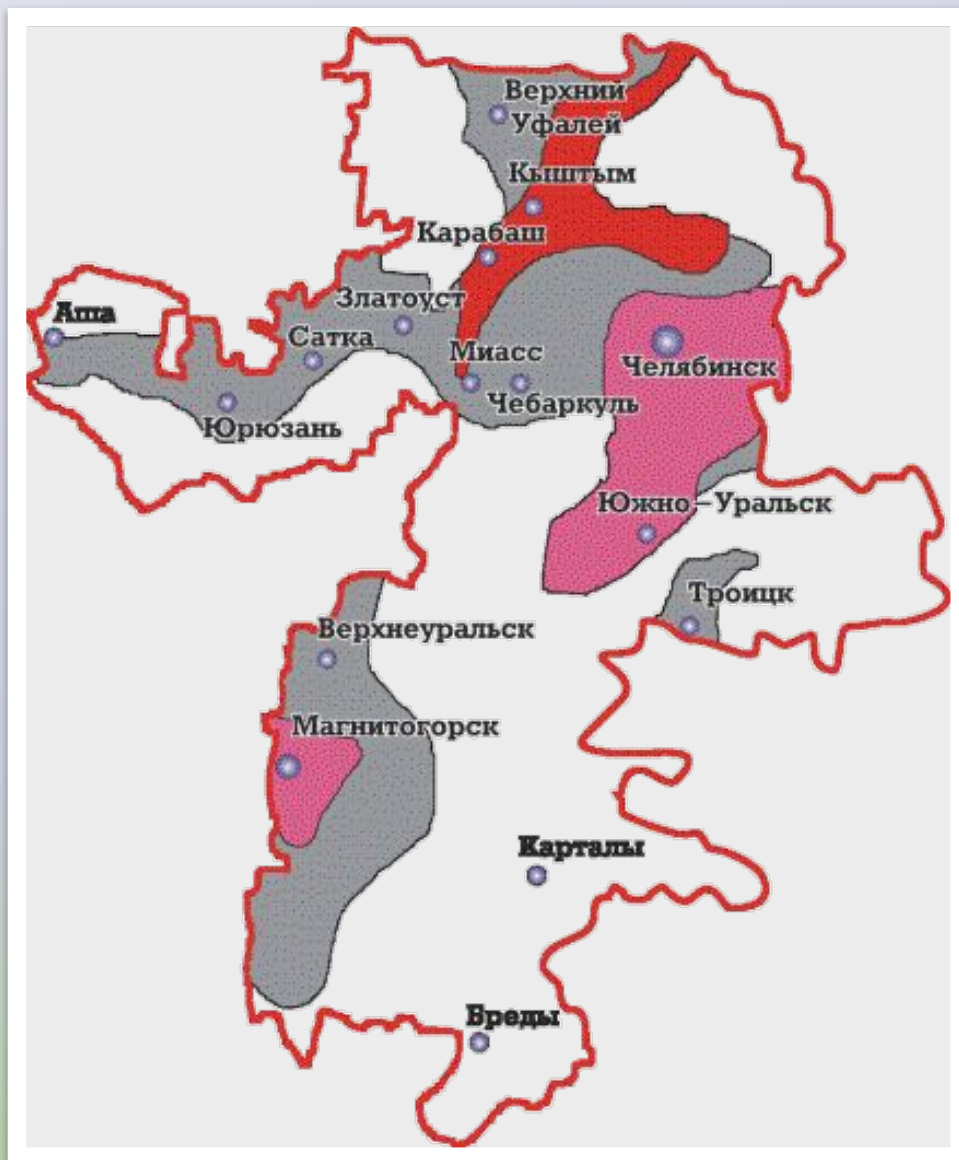 Верхний
Уфалей
Кыштым
Карабаш
Златоуст
Аша
Сатка
Миасс
Челябинск
Чебаркуль
Юрюзань
Южно–Уральск
Троицк
Верхнеуральск
Магнитогорск
Карталы
Бреды